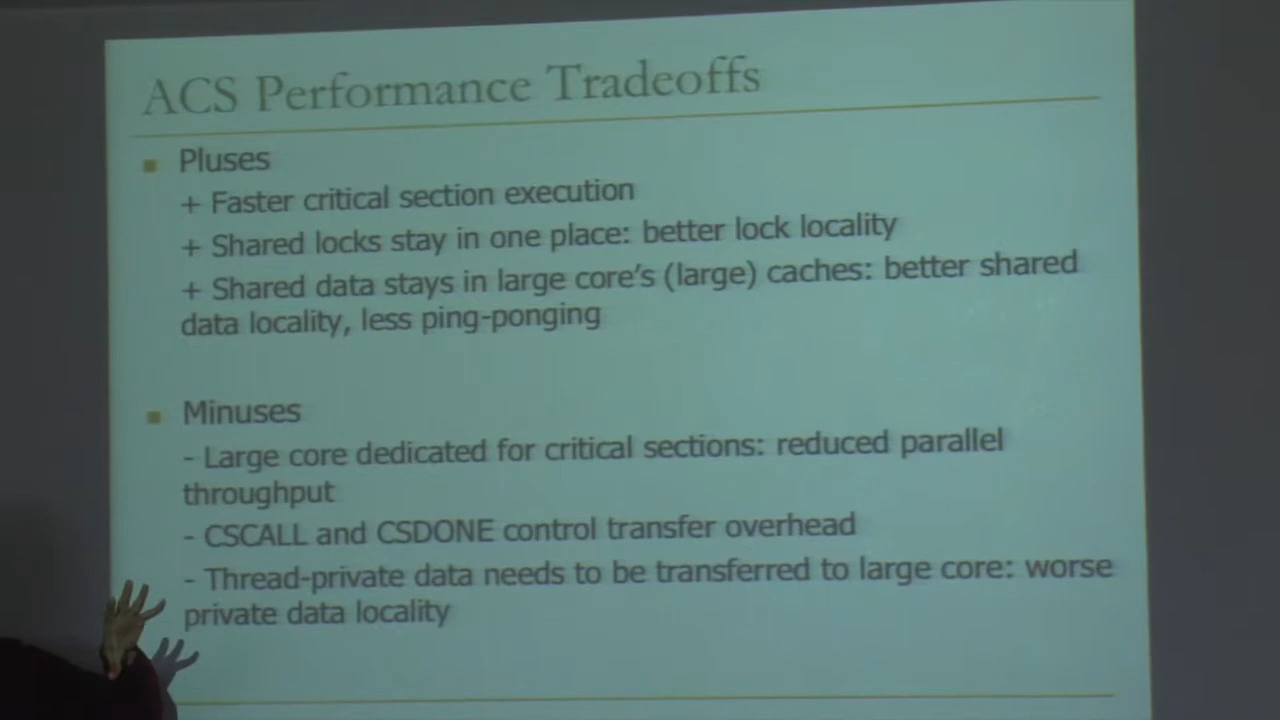 ACS Performance Tradeoffs
Pluses
+ Faster critical section execution
+ Shared locks stay in one place: better lock locality
+ Shared data stays in large core's (large) caches: better shared
data locality, less ping-ponging
Minuses
- Large core dedicated for critical sections: reduced parallel
throughput
- CSCALL and CSDONE control transfer overhead
- Thread-private data needs to be transferred to large core: worse
private data locality